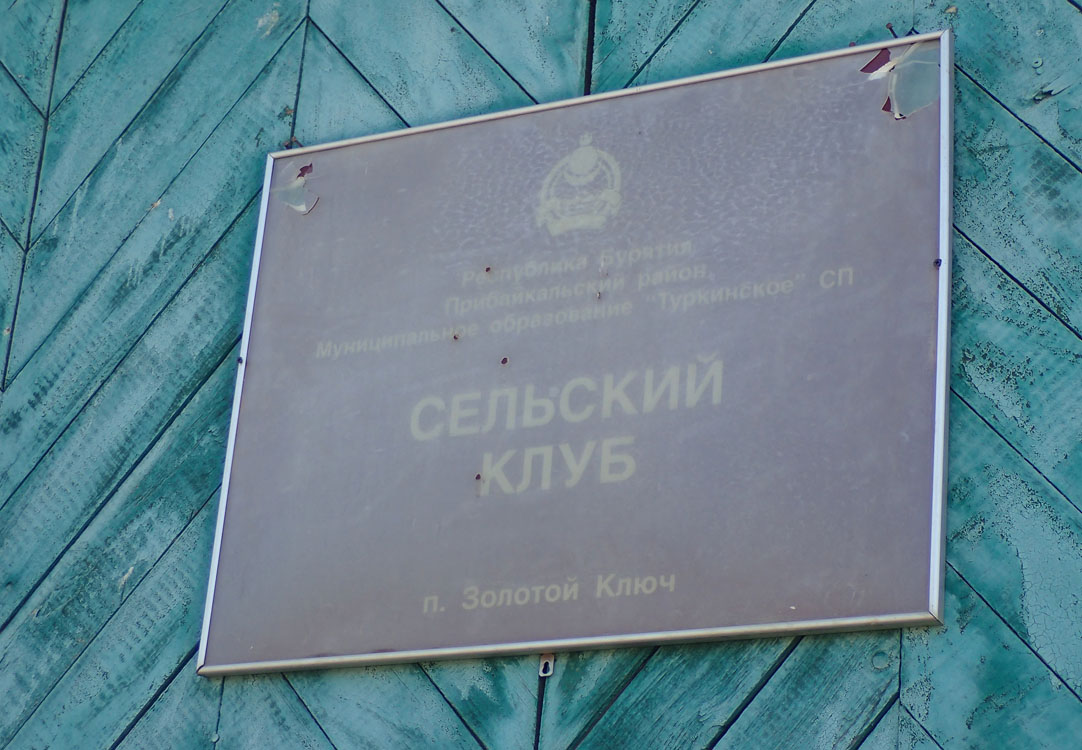 Республика Бурятия
Прибайкальский район,
Муниципальное образование "Туркинское" СП
СЕЛЬСКИЙ
КЛУБ
п. Золотой Ключ